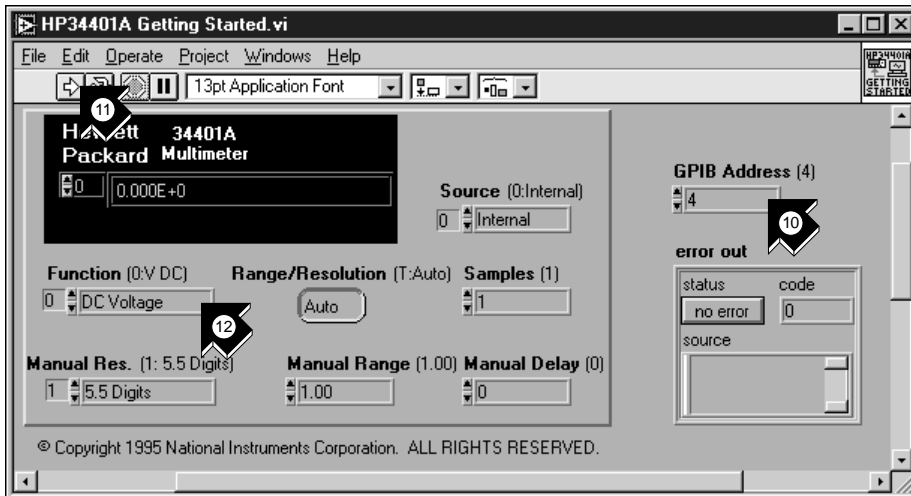 HP34401A Getting Started.vi
File Edit Operate Project Windows Help
HP34401A
GETTING
STARTED
13pt Application Font
11
Hewlett 34401A
Packard Multimeter
0 0.000E+0
Source (0:Internal)
0 Internal
GPIB Address (4)
4
10
error out
status code
no error 0
source
Function (0:V DC) Range/Resolution (T:Auto) Samples (1)
0 DC Voltage Auto 1
12
Manual Res. (1: 5.5 Digits) Manual Range (1.00) Manual Delay (0)
1 5.5 Digits 1.00 0
© Copyright 1995 National Instruments Corporation. ALL RIGHTS RESERVED.